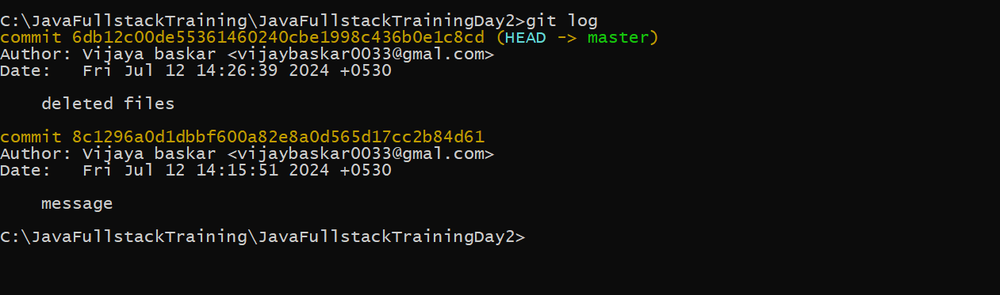 C:\JavaFullstackTraining\JavaFullstackTrainingDay2>git log
commit 6db12c00de55361460240cbe1998c436b0e1c8cd (HEAD -> master)
Author: Vijaya baskar <vijaybaskar0033@gmal.com>
Date:   Fri Jul 12 14:26:39 2024 +0530
    deleted files
commit 8c1296a0d1dbbf600a82e8a0d565d17cc2b84d61
Author: Vijaya baskar <vijaybaskar0033@gmal.com>
Date:   Fri Jul 12 14:15:51 2024 +0530
    message
C:\JavaFullstackTraining\JavaFullstackTrainingDay2>